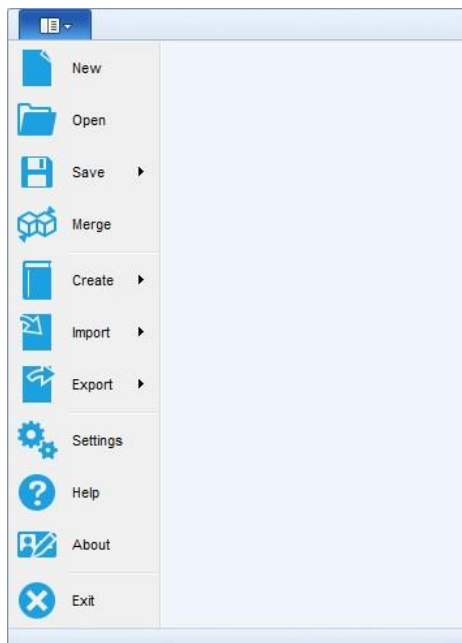 New
Open
Save
Merge
Create
Import
Export
Settings
Help
About
Exit